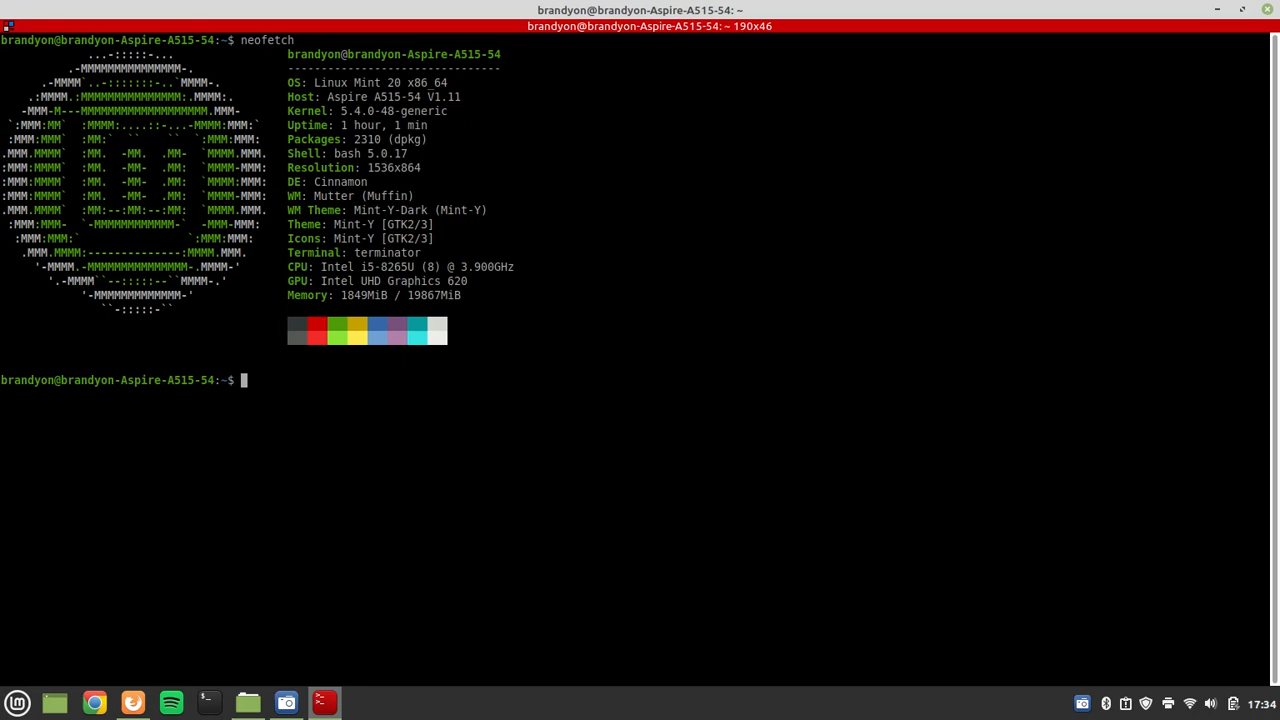 brandyon@brandyon-Aspire-A515-54: ~
brandyon@brandyon-Aspire-A515-54: ~ 190x46
brandyon@brandyon-Aspire-A515-54:~$ neofetch
brandyon@brandyon-Aspire-A515-54
--------------------------------
OS: Linux Mint 20 x86_64
Host: Aspire A515-54 V1.11
Kernel: 5.4.0-48-generic
Uptime: 1 hour, 1 min
Packages: 2310 (dpkg)
Shell: bash 5.0.17
Resolution: 1536x864
DE: Cinnamon
WM: Mutter (Muffin)
WM Theme: Mint-Y-Dark (Mint-Y)
Theme: Mint-Y [GTK2/3]
Icons: Mint-Y [GTK2/3]
Terminal: terminator
CPU: Intel i5-8265U (8) @ 3.900GHz
GPU: Intel UHD Graphics 620
Memory: 1849MiB / 19867MiB
brandyon@brandyon-Aspire-A515-54:~$
17:34